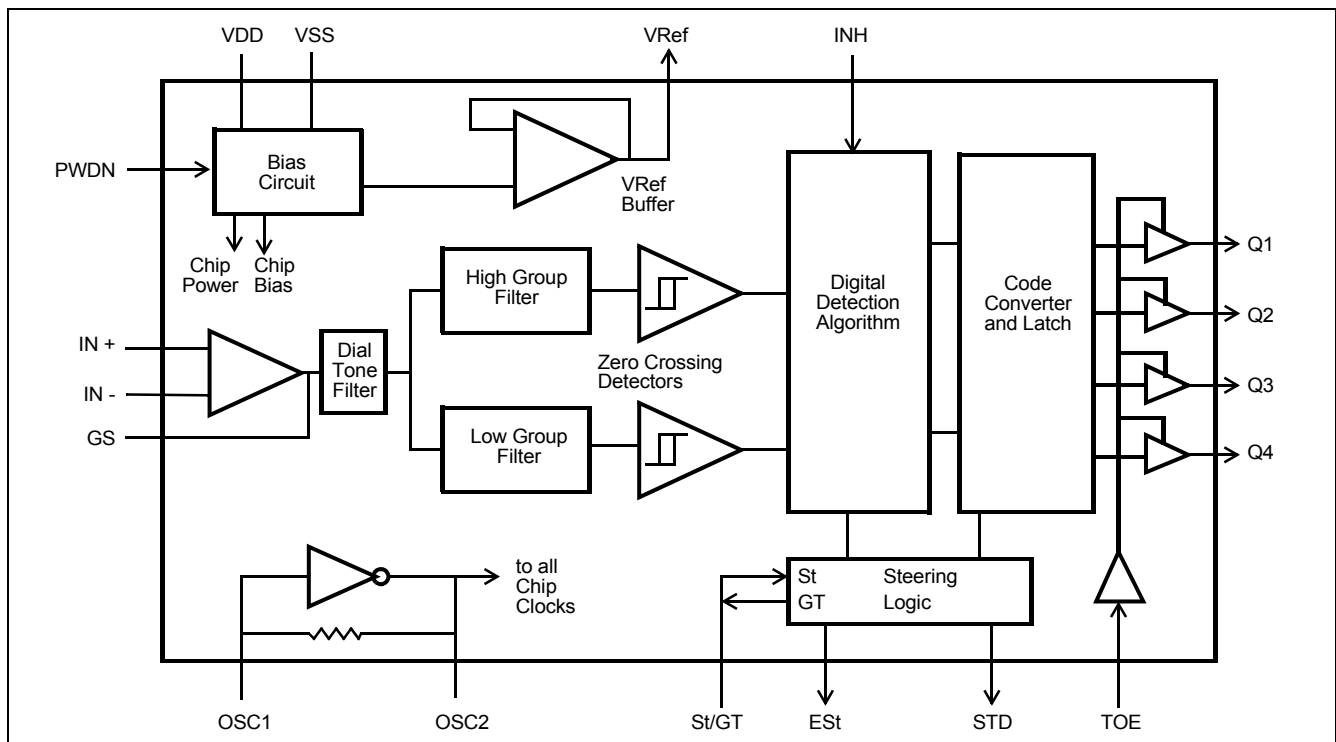 VDD
VSS
VRef
INH
PWDN
Bias
Circuit
VRef
Buffer
Chip
Power
Chip
Bias
High Group
Filter
Digital
Detection
Algorithm
Code
Converter
and Latch
Q1
Q2
Q3
Q4
IN +
IN -
GS
Dial
Tone
Filter
Zero Crossing
Detectors
Low Group
Filter
to all
Chip
Clocks
St
GT
Steering
Logic
OSC1
OSC2
St/GT
ESt
STD
TOE